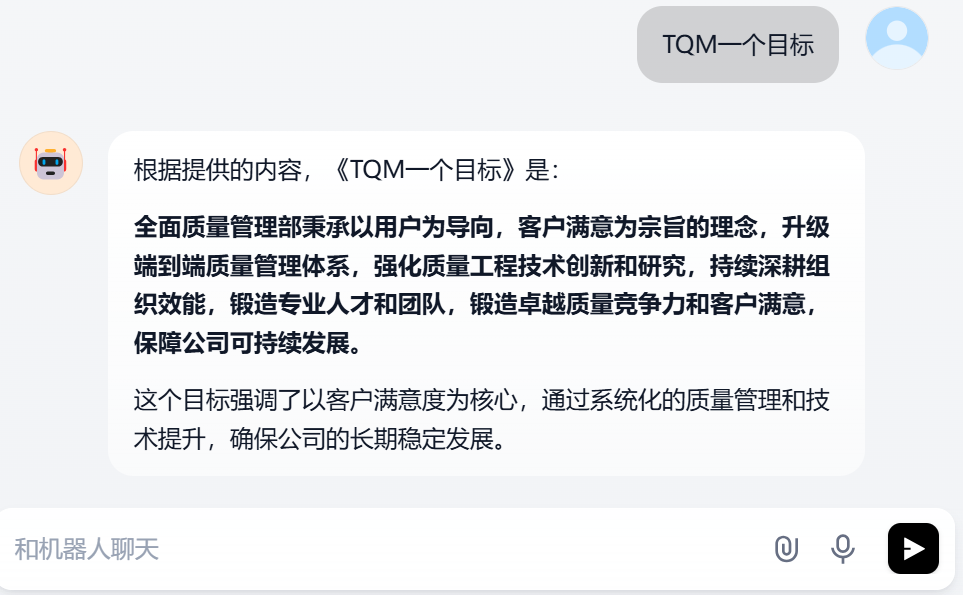 TQM一个目标
根据提供的内容，《TQM一个目标》是：
全面质量管理部秉承以用户为导向，客户满意为宗旨的理念，升级
端到端质量管理体系，强化质量工程技术创新和研究，持续深耕组
织效能，锻造专业人才和团队，锻造卓越质量竞争力和客户满意，
保障公司可持续发展。
这个目标强调了以客户满意度为核心，通过系统化的质量管理和技
术提升，确保公司的长期稳定发展。
和机器人聊天